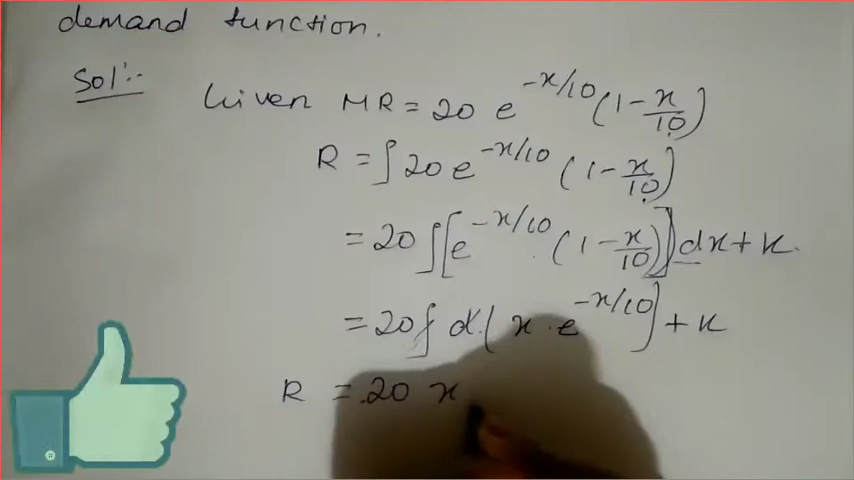 demand function.
Sol:-
Given MR = 20 e^{-x/10} (1 - x/10)
R = ∫ 20 e^{-x/10} (1 - x/10)
= 20 ∫ [e^{-x/10} (1 - x/10)] dx + k.
= 20 ∫ d.(x . e^{-x/10}] + k
R = 20 x